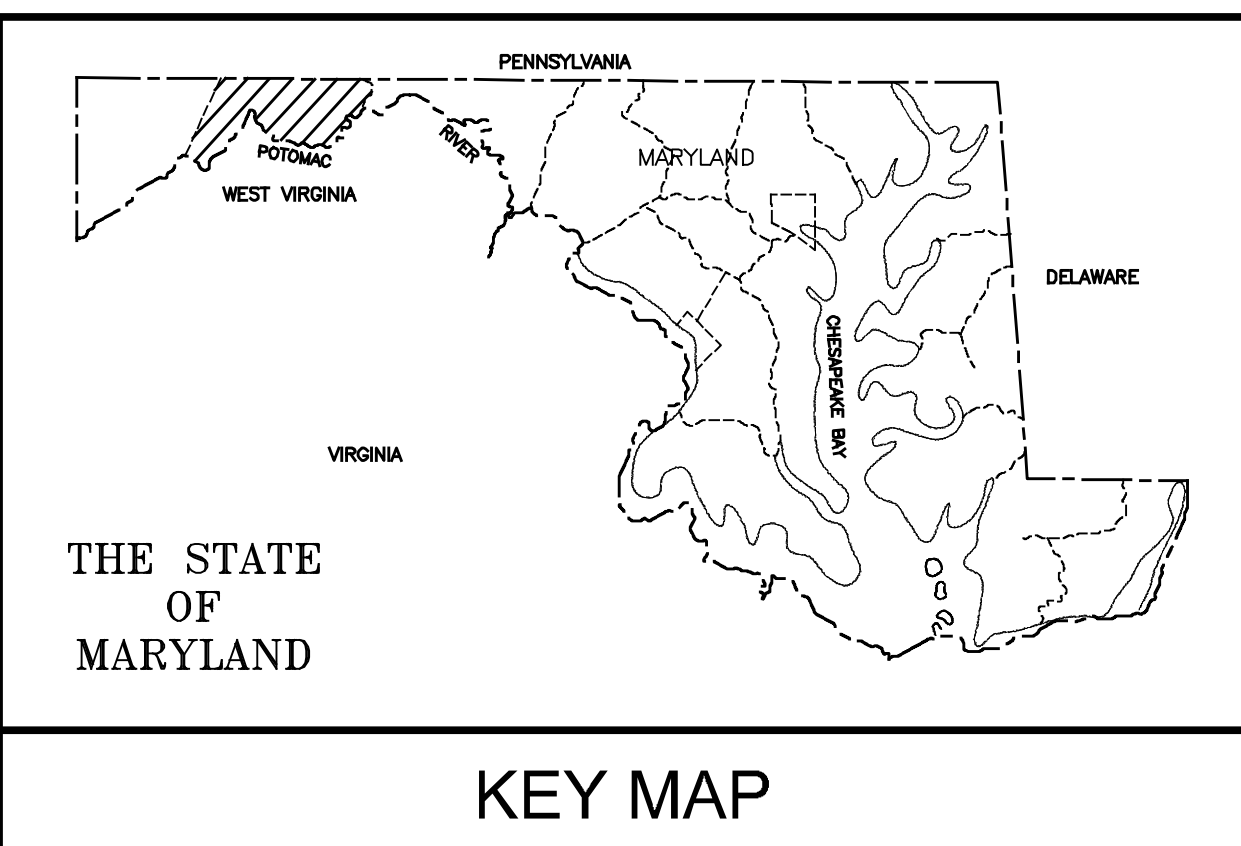 PENNSYLVANIA
POTOMAC
RIVER
MARYLAND
WEST VIRGINIA
DELAWARE
CHESAPEAKE BAY
VIRGINIA
THE STATE
OF
MARYLAND
KEY MAP